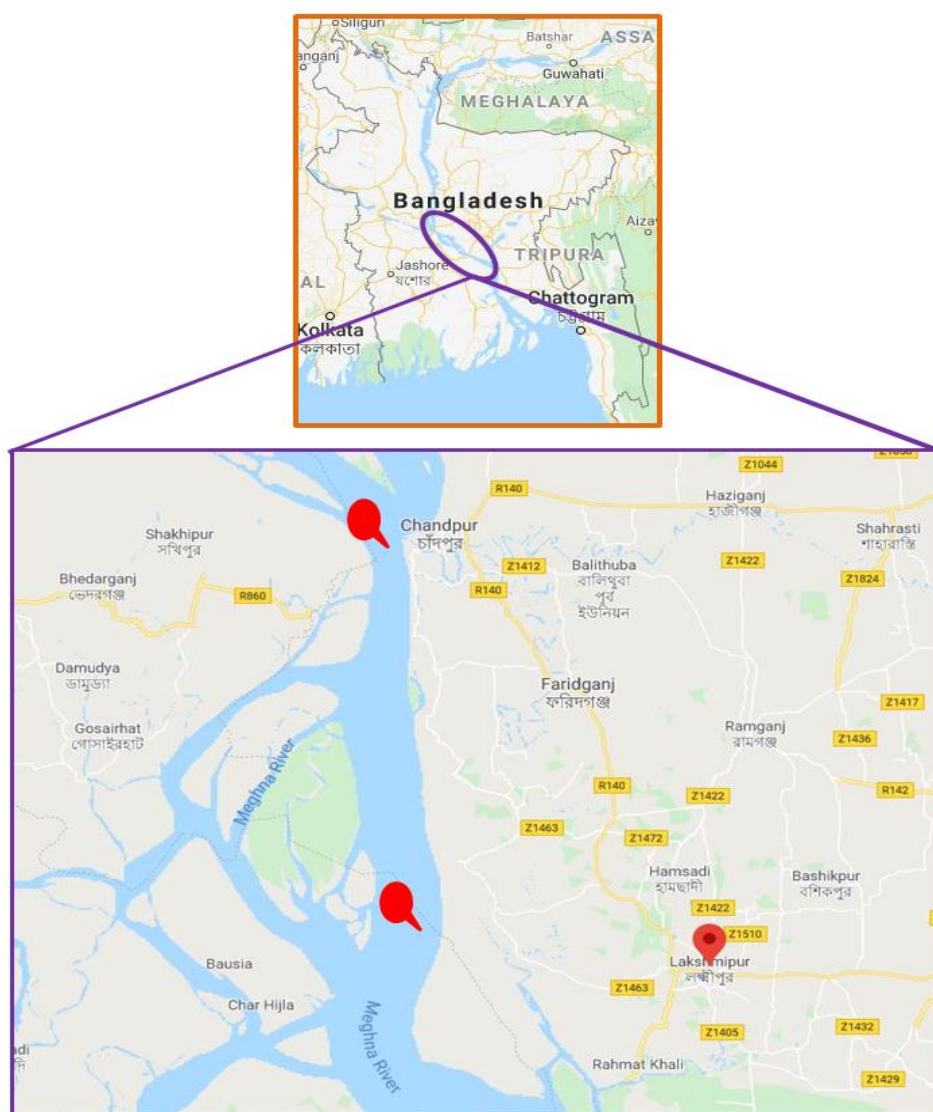 Siliguri
Batshar
ASSA
anganj
Guwahati
MEGHALAYA
Bangladesh
Aiza
TRIPURA
Jashore
যশোর
AL
Chattogram
চট্টগ্রাম
Kolkata
কলকাতা
Z1044
R140
Haziganj
হাজীগঞ্জ
Chandpur
চাঁদপুর
Shakhipur
সখিপুর
Shahrasti
শাহারাস্তি
Z1412
Balithuba
বালিথুবা
পূর্ব
ইউনিয়ন
Z1422
Z1824
Bhedarganj
ভেদরগঞ্জ
R860
R140
Damudya
ডামুড্যা
Faridganj
ফরিদগঞ্জ
Z1417
Gosairhat
গোসাইরহাট
Ramganj
রামগঞ্জ
Z1436
Meghna River
R140
Z1422
R142
Z1463
Z1472
Hamsadi
হামছাদী
Bashikpur
বশিকপুর
Z1422
Z1510
Bausia
Lakshmipur
লক্ষ্মীপুর
Char Hijla
Z1463
Meghna River
Z1405
Z1432
Rahmat Khali
Z1429